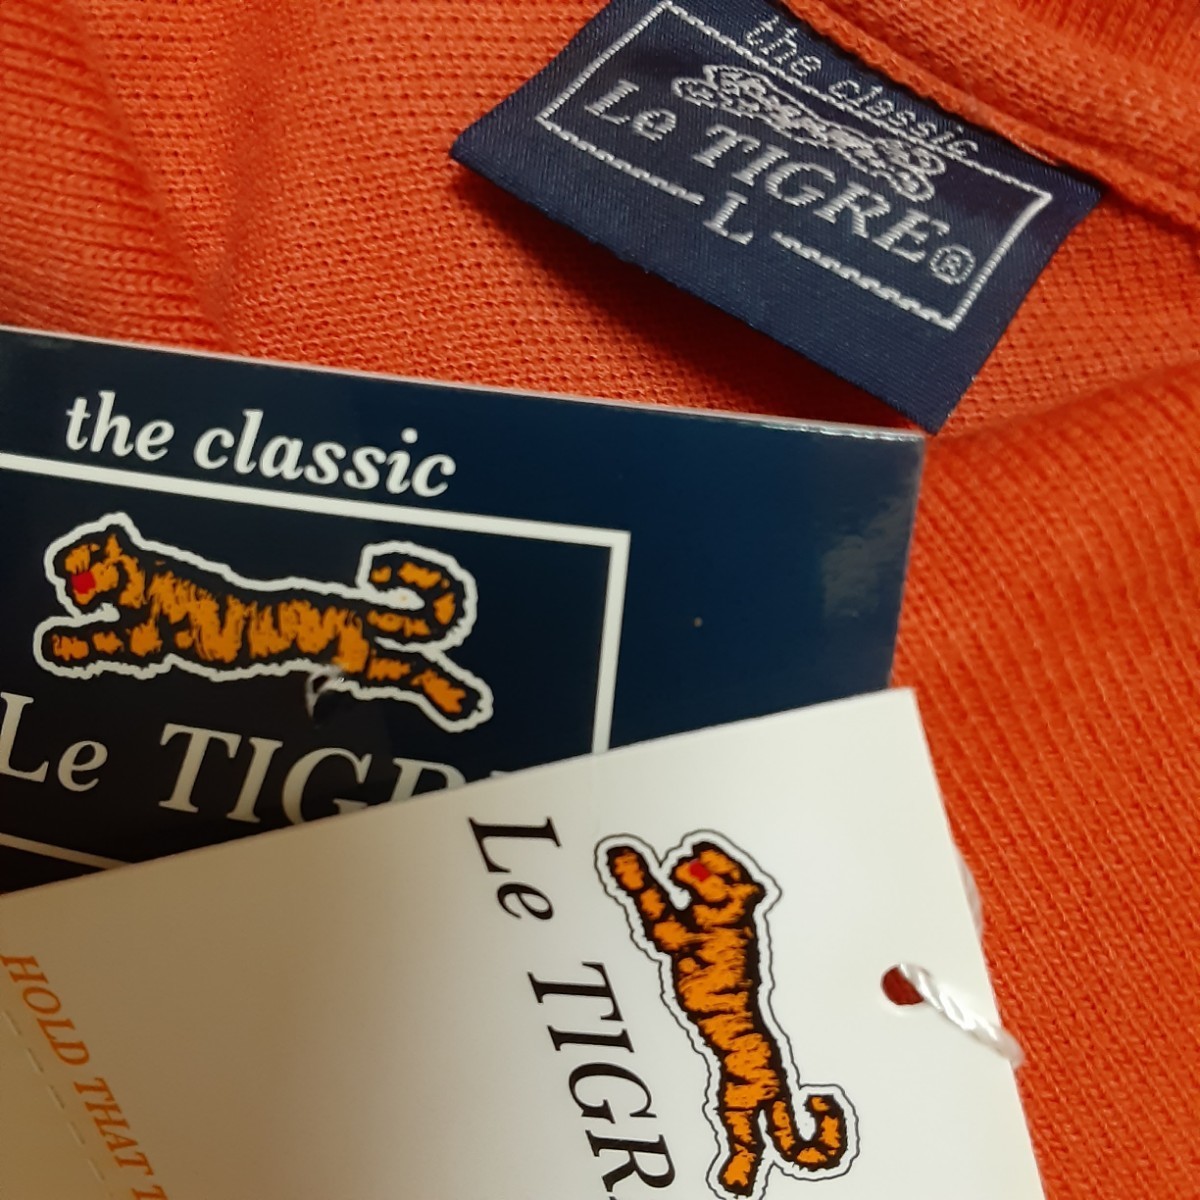 the classic
Le TIGRE®
L
the classic
Le TIGR
Le TIGR
HOLD THAT T